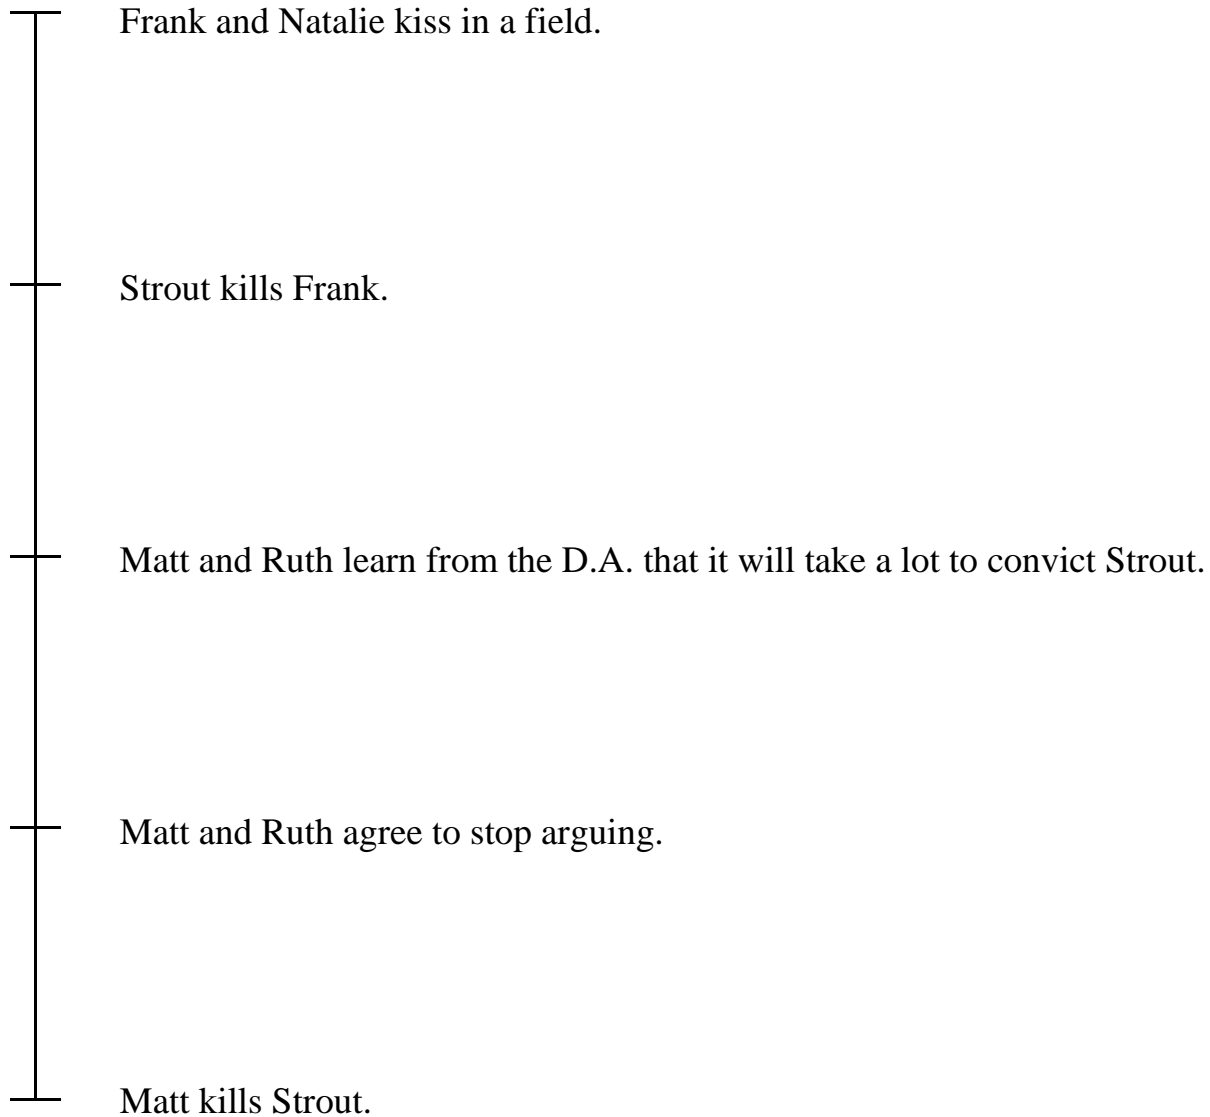 Frank and Natalie kiss in a field.
Strout kills Frank.
Matt and Ruth learn from the D.A. that it will take a lot to convict Strout.
Matt and Ruth agree to stop arguing.
Matt kills Strout.